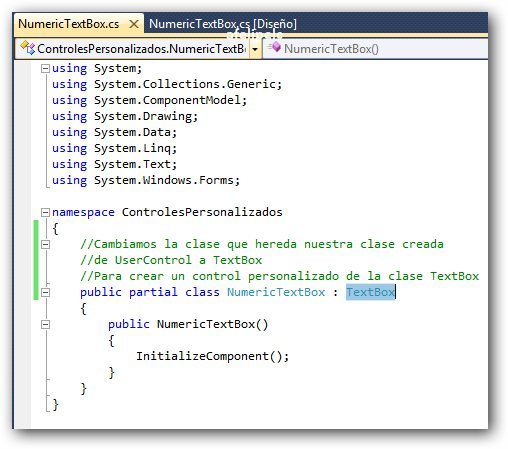 NumericTextBox.cs
NumericTextBox.cs [Diseño]
ControlesPersonalizados.NumericTextB
NumericTextBox()
using System;
using System.Collections.Generic;
using System.ComponentModel;
using System.Drawing;
using System.Data;
using System.Linq;
using System.Text;
using System.Windows.Forms;
namespace ControlesPersonalizados
{
//Cambiamos la clase que hereda nuestra clase creada
//de UserControl a TextBox
//Para crear un control personalizado de la clase TextBox
public partial class NumericTextBox : TextBox
{
public NumericTextBox()
{
InitializeComponent();
}
}
}